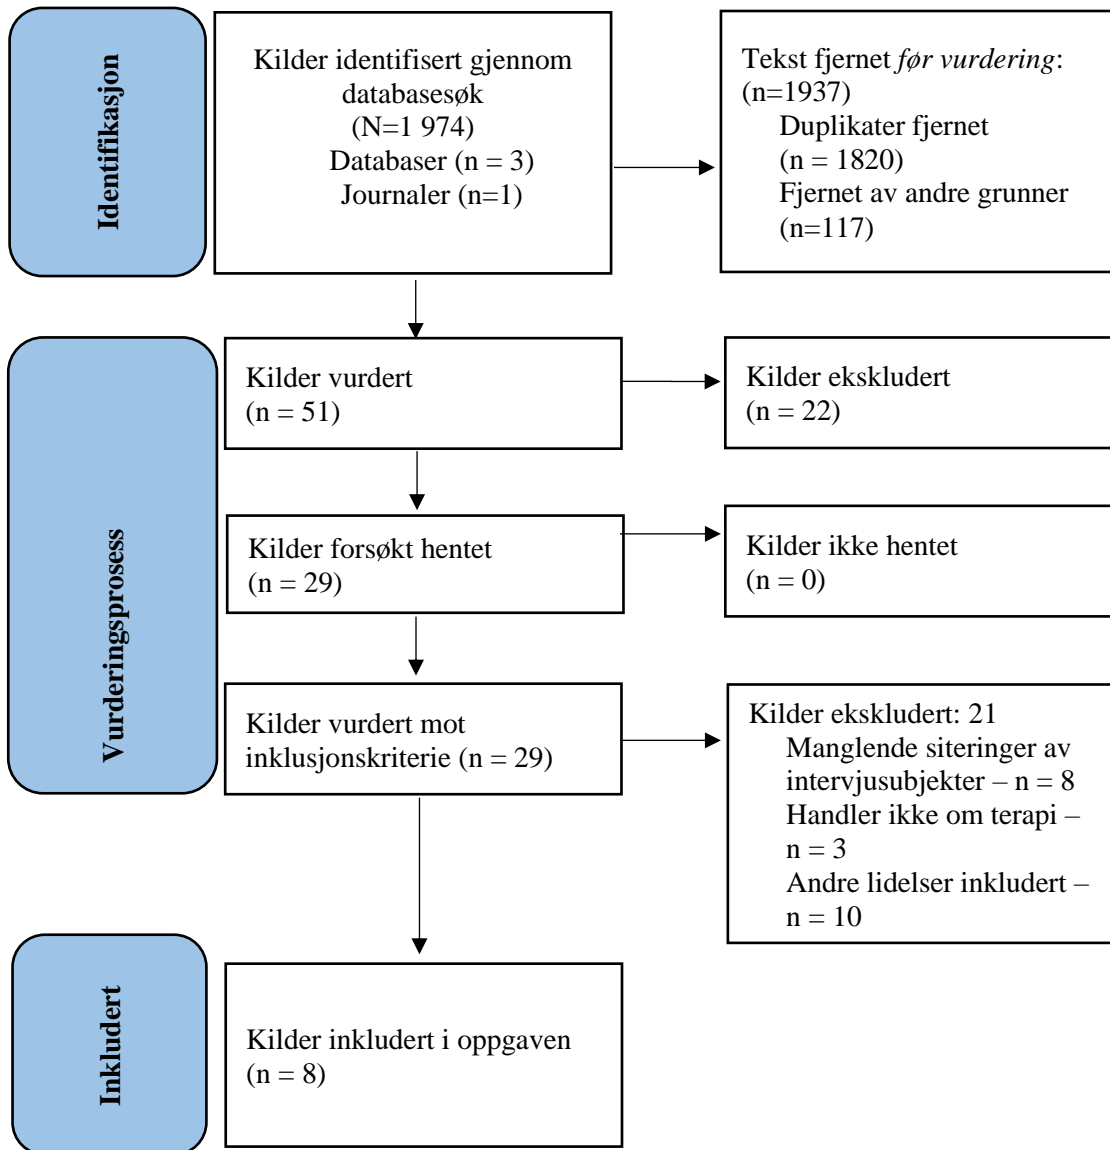 Identifikasjon
Kilder identifisert gjennom
databasesøk
(N=1 974)
Databaser (n = 3)
Journaler (n=1)
Tekst fjernet før vurdering:
(n=1937)
Duplikater fjernet
(n = 1820)
Fjernet av andre grunner
(n=117)
Vurderingsprosess
Kilder vurdert
(n = 51)
Kilder ekskludert
(n = 22)
Kilder forsøkt hentet
(n = 29)
Kilder ikke hentet
(n = 0)
Kilder vurdert mot
inklusjonskriterie (n = 29)
Kilder ekskludert: 21
Manglende siteringer av
intervjusubjekter – n = 8
Handler ikke om terapi –
n = 3
Andre lidelser inkludert –
n = 10
Inkludert
Kilder inkludert i oppgaven
(n = 8)